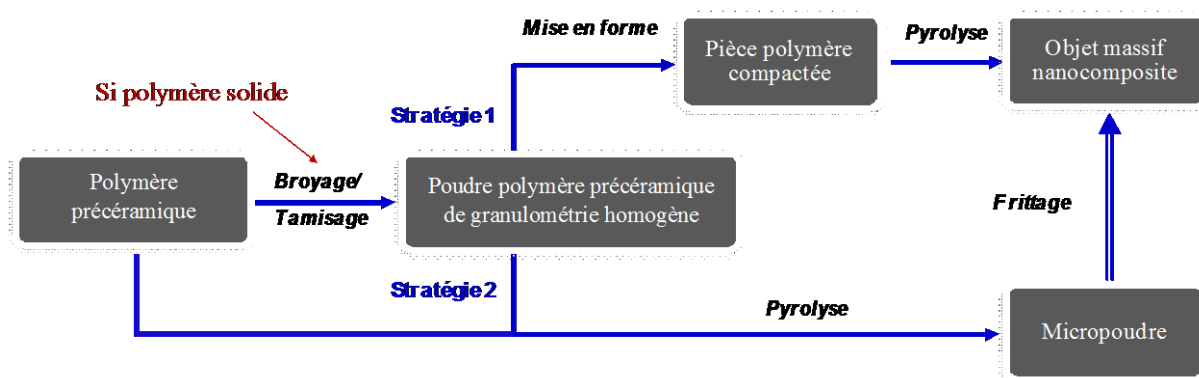 Mise en forme
Pièce polymère
compactée
Pyrolyse
Objet massif
nanocomposite
Si polymère solide
Stratégie 1
Polymère
précéramique
Broyage/
Tamisage
Poudre polymère précéramique
de granulométrie homogène
Frittage
Stratégie 2
Pyrolyse
Micropoudre